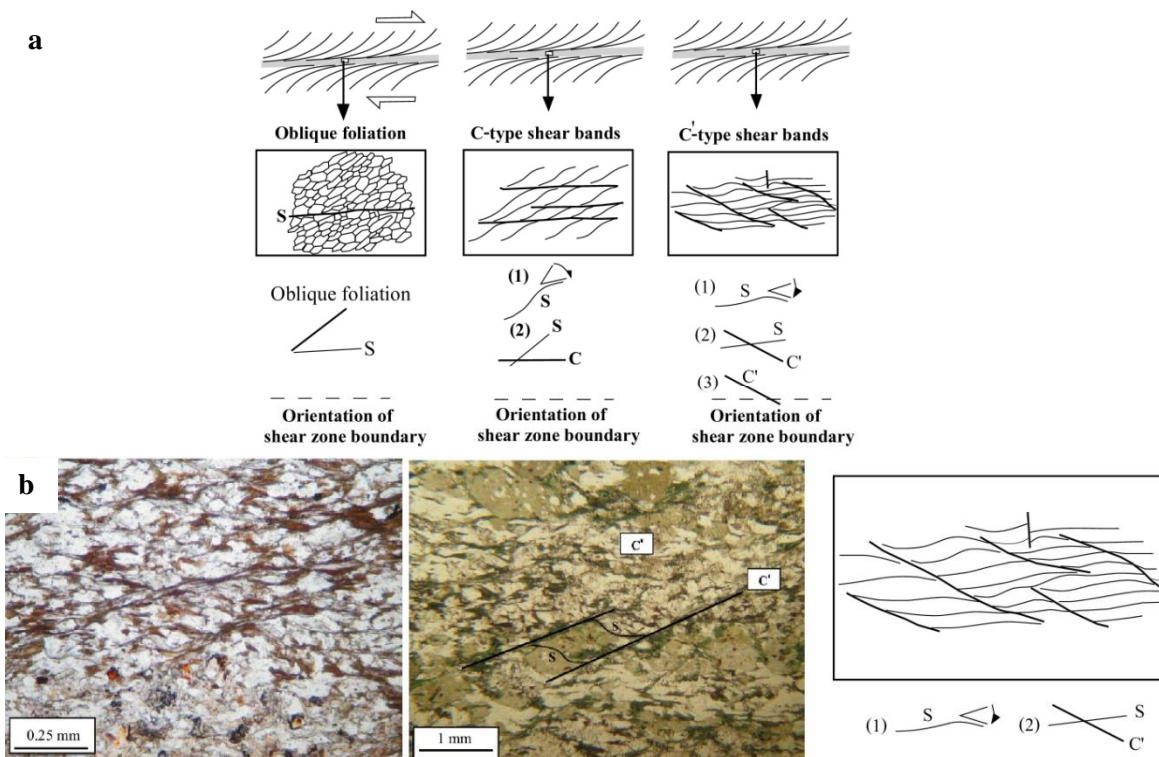 a
Oblique foliation
C-type shear bands
C'-type shear bands
S
Oblique foliation
S
(1)
S
(2)
S
C
(1)
S
(2)
S
C'
(3)
C'
Orientation of
shear zone boundary
Orientation of
shear zone boundary
Orientation of
shear zone boundary
b
0.25 mm
C'
C'
S
S
1 mm
(1)
S
(2)
S
C'